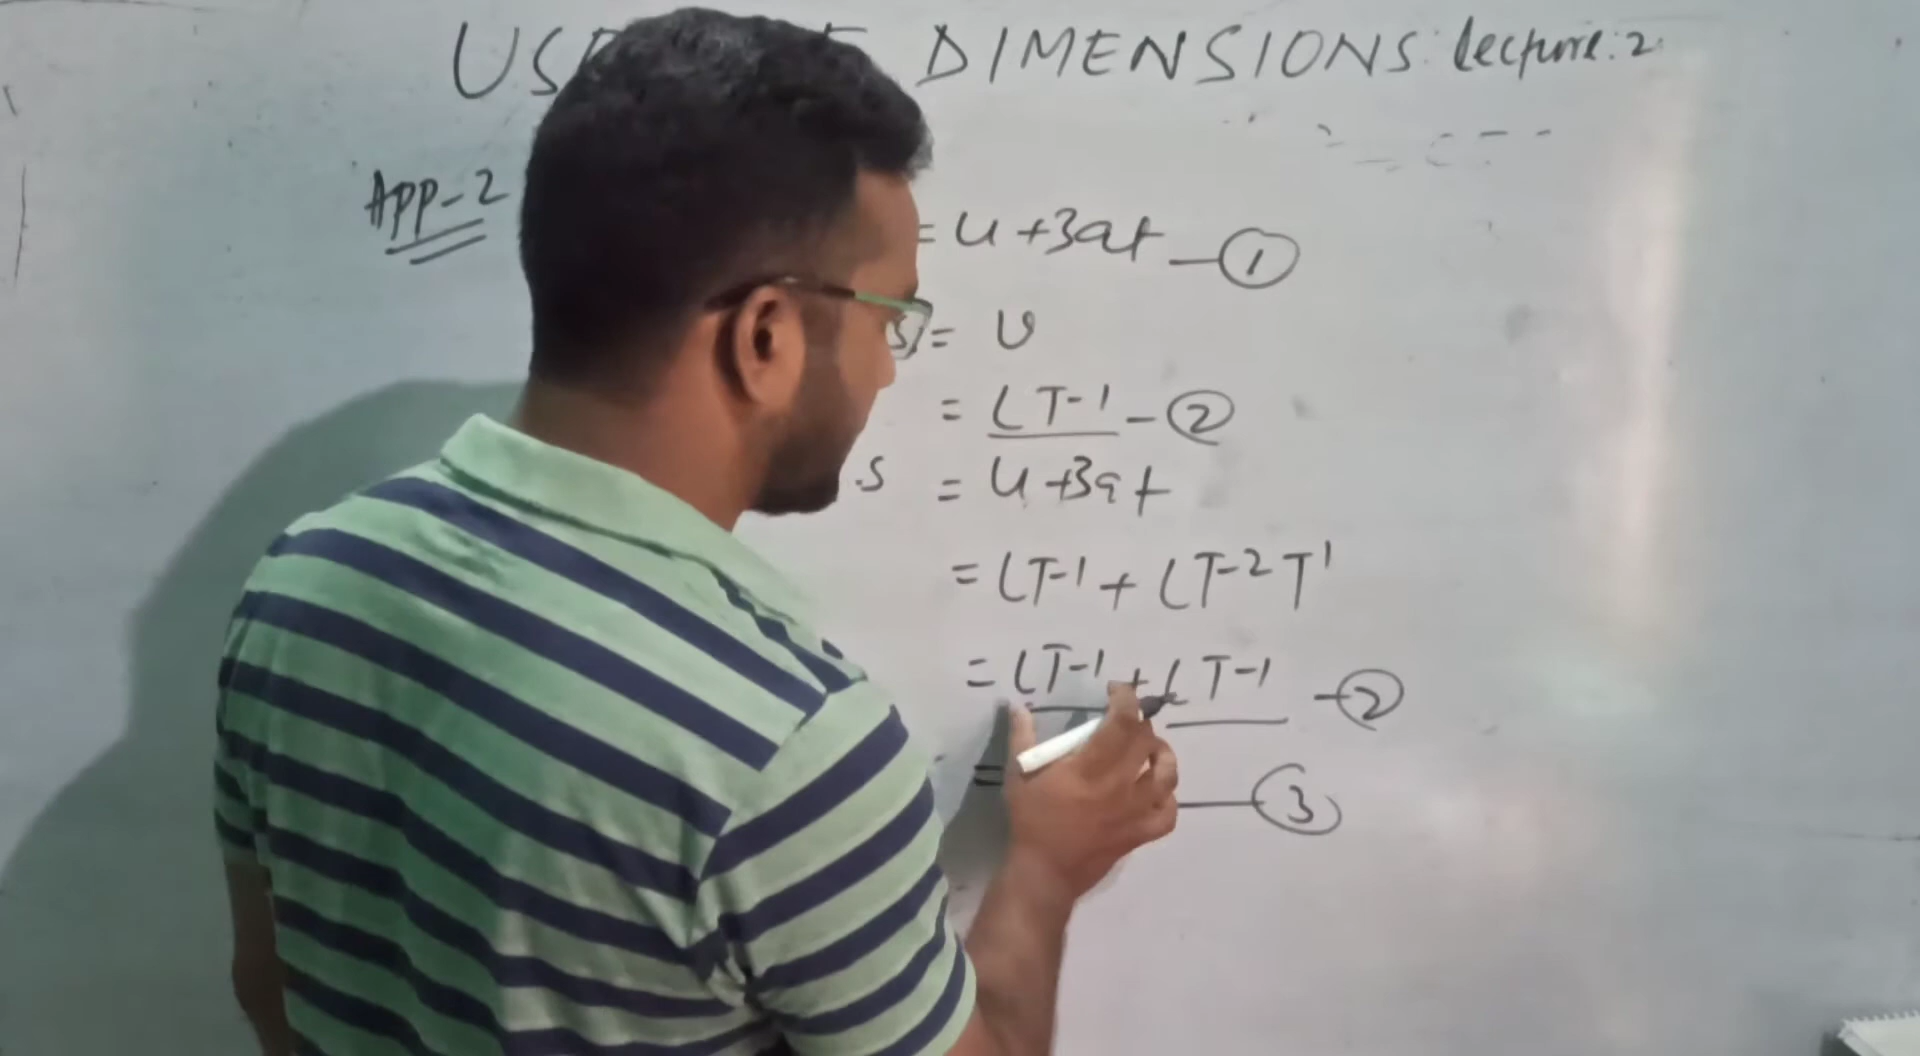 DIMENSIONS: Lecture:2
App-2
= u + 3at — ①
S = v
= LT-1 - ②
.S = u + 3at
= LT-1 + LT-2 T1
= LT-1 + LT-1 - ②
= — ③